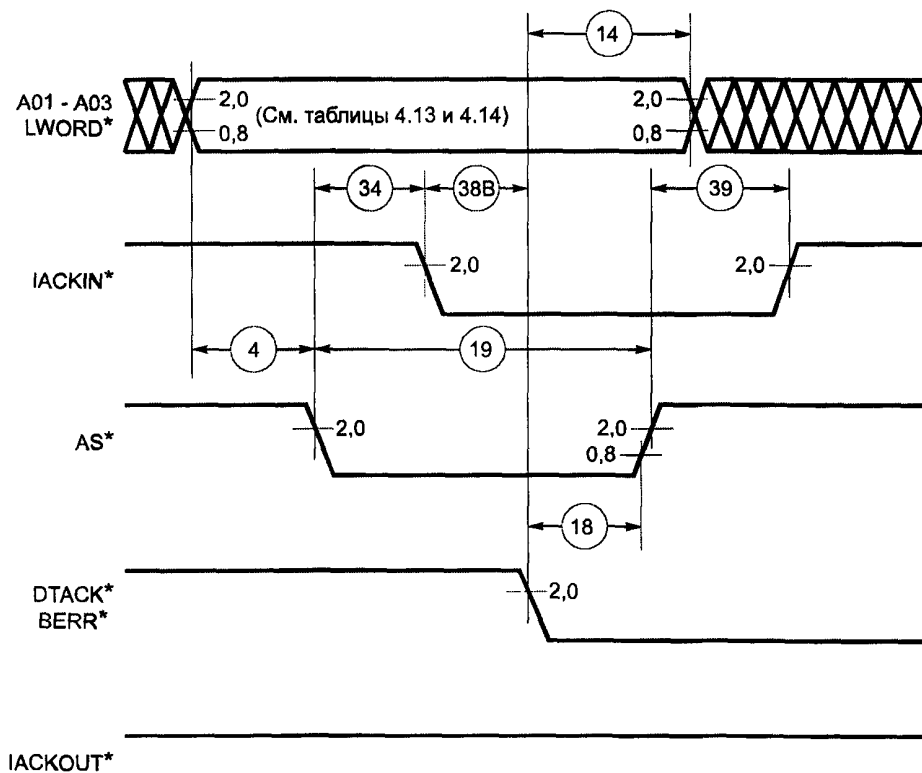 14
A01 - A03
LWORD*
2,0
0,8
(См. таблицы 4.13 и 4.14)
2,0
0,8
34
38В
39
IACKIN*
2,0
2,0
4
19
AS*
2,0
2,0
0,8
18
DTACK*
BERR*
2,0
IACKOUT*